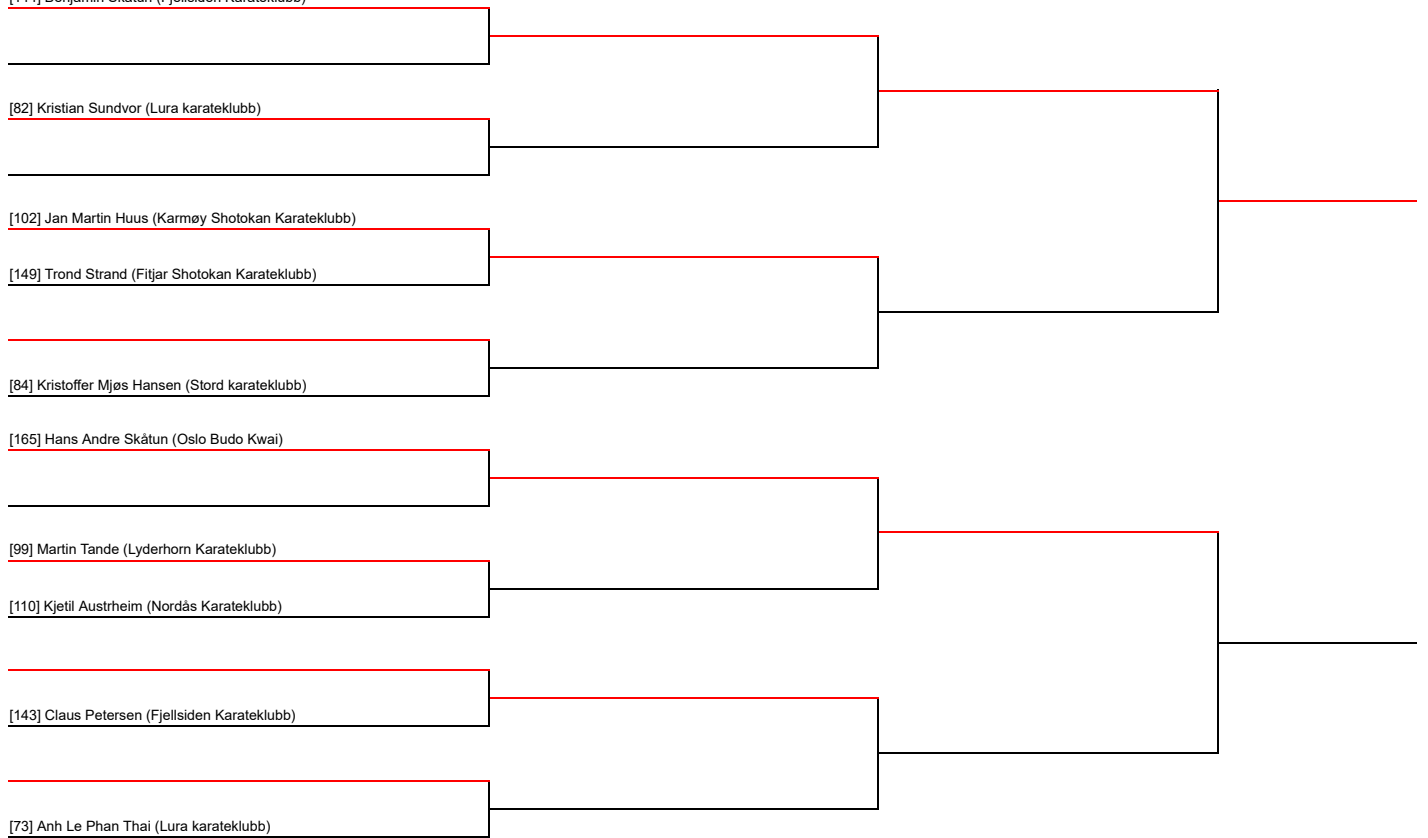 [82] Kristian Sundvor (Lura karateklubb)
[102] Jan Martin Huus (Karmøy Shotokan Karateklubb)
[149] Trond Strand (Fitjar Shotokan Karateklubb)
[84] Kristoffer Mjøs Hansen (Stord karateklubb)
[165] Hans Andre Skåtun (Oslo Budo Kwai)
[99] Martin Tande (Lyderhorn Karateklubb)
[110] Kjetil Austrheim (Nordås Karateklubb)
[143] Claus Petersen (Fjellsiden Karateklubb)
[73] Anh Le Phan Thai (Lura karateklubb)